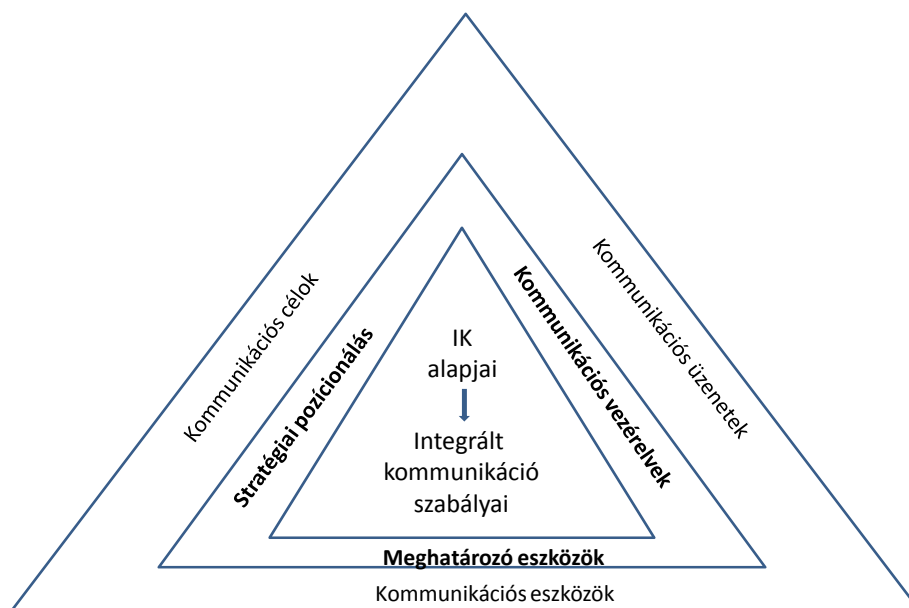 Kommunikációs célok
Stratégiai pozícionálás
IK
alapjai
Integrált
kommunikáció
szabályai
Kommunikációs vezérelvek
Kommunikációs üzenetek
Meghatározó eszközök
Kommunikációs eszközök